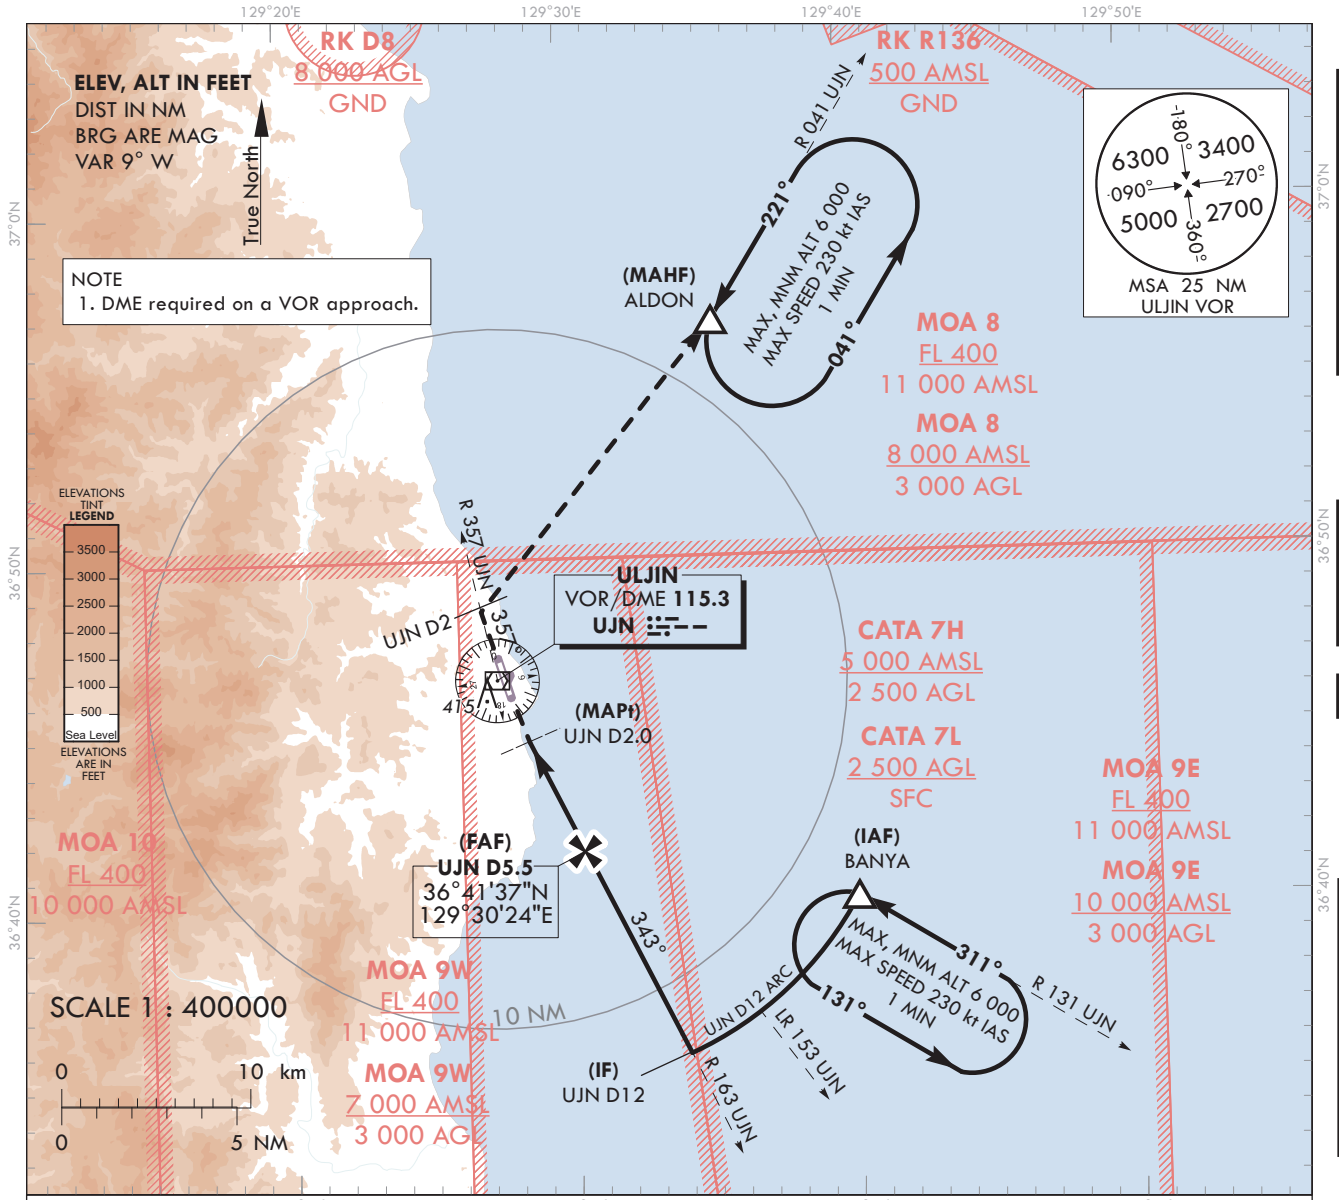 129°20'E
129°30'E
129°40'E
129°50'E
RK D8
8 000 AGL
GND
RK R136
500 AMSL
GND
ELEV, ALT IN FEET
DIST IN NM
BRG ARE MAG
VAR 9° W
True North
R 041 UJN
-180°
6300
3400
090°
270°
5000
2700
360°
MSA 25 NM
ULJIN VOR
37°0'N
37°0'N
NOTE
1. DME required on a VOR approach.
221°
MAX, MNM ALT 6 000
MAX SPEED 230 kt IAS
1 MIN
041°
(MAHF)
ALDON
MOA 8
FL 400
11 000 AMSL
MOA 8
8 000 AMSL
3 000 AGL
ELEVATIONS
TINT
LEGEND
3500
3000
2500
2000
1500
1000
500
Sea Level
ELEVATIONS
ARE IN
FEET
36°50'N
36°50'N
R 357 UJN
357°
UJN D2
ULJIN
VOR/DME 115.3
UJN
415
18
(MAPt)
UJN D2.0
CATA 7H
5 000 AMSL
2 500 AGL
CATA 7L
2 500 AGL
SFC
MOA 9E
FL 400
11 000 AMSL
MOA 9E
10 000 AMSL
3 000 AGL
MOA 10
FL 400
10 000 AMSL
(FAF)
UJN D5.5
36°41'37"N
129°30'24"E
(IAF)
BANYA
36°40'N
36°40'N
343°
311°
MAX, MNM ALT 6 000
MAX SPEED 230 kt IAS
1 MIN
131°
R 131 UJN
UJN D12 ARC
LR 153 UJN
R 163 UJN
(IF)
UJN D12
10 NM
MOA 9W
FL 400
11 000 AMSL
MOA 9W
7 000 AMSL
3 000 AGL
SCALE 1 : 400000
0
10 km
0
5 NM